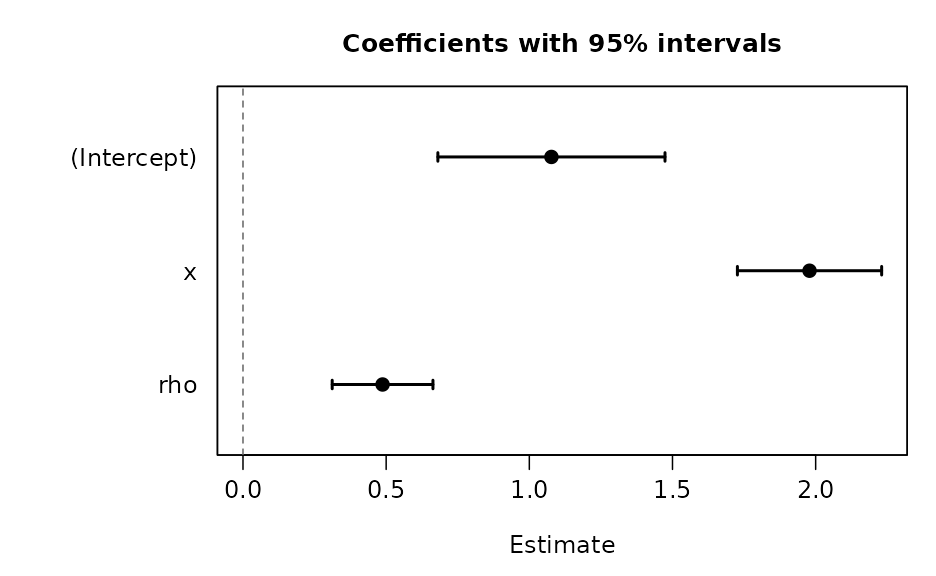 Coefficients with 95% intervals
(Intercept)
x
rho
0.0 0.5 1.0 1.5 2.0
Estimate